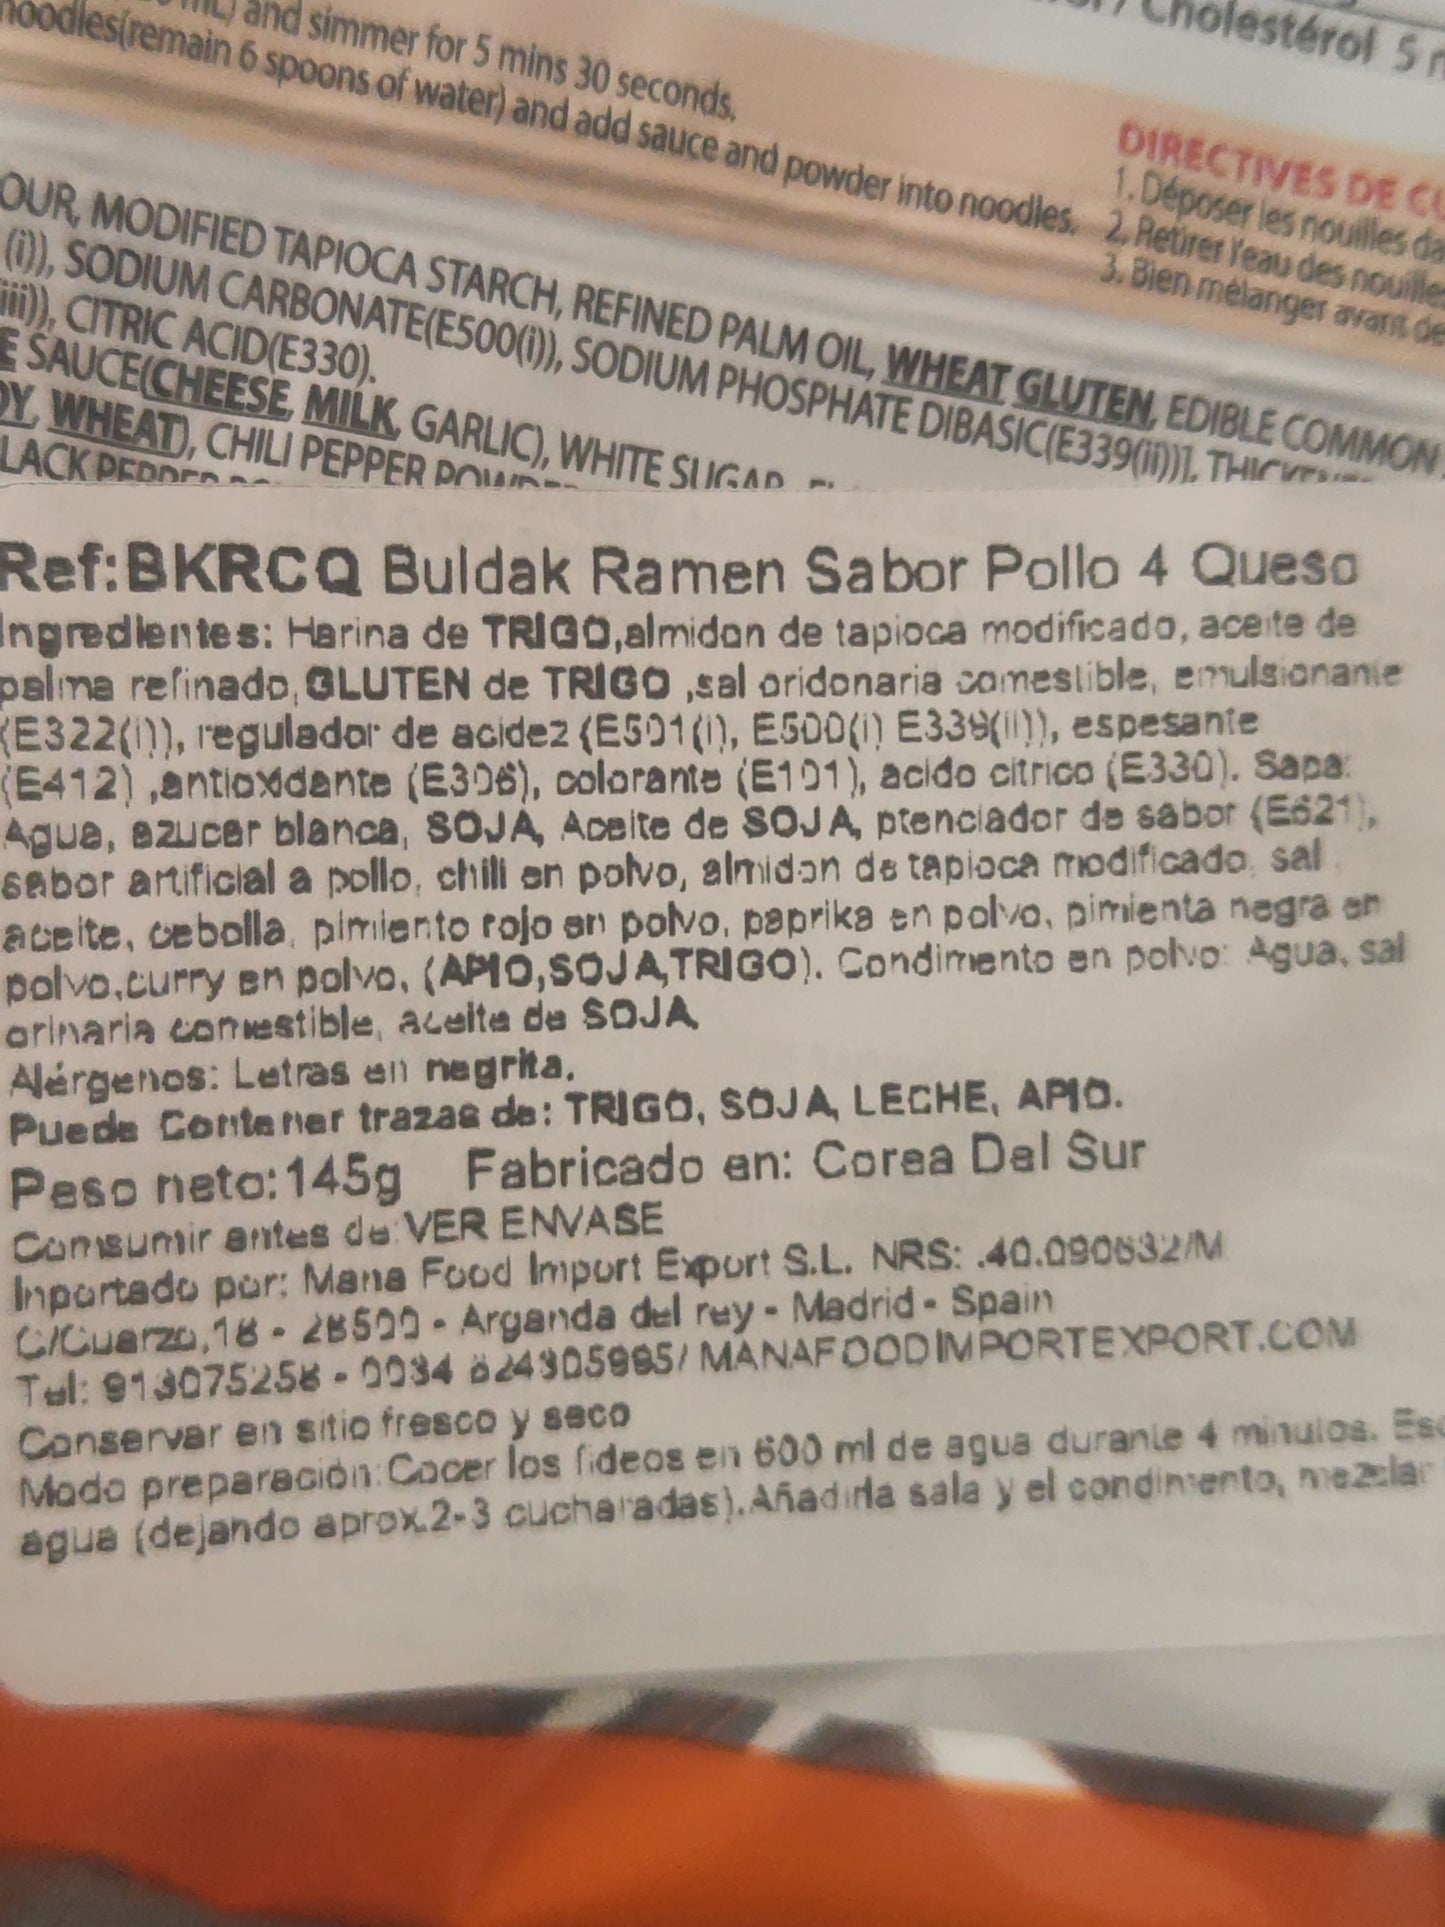 and simmer for 5 mins 30 seconds.
noodles(remain 6 spoons of water) and add sauce and powder into noodles.
Cholestérol 5
DIRECTIVES DE
1. Déposer les nouilles
2. Retirer l'eau des nouilles
3. Bien mélanger avant de
OUR, MODIFIED TAPIOCA STARCH, REFINED PALM OIL, WHEAT GLUTEN, EDIBLE COMMON
(i)), SODIUM CARBONATE(E500(i)), SODIUM PHOSPHATE DIBASIC(E339(ii))],
iii)), CITRIC ACID(E330).
E SAUCE(CHEESE, MILK, GARLIC), WHITE SUGAR,
OY, WHEAT), CHILI PEPPER POWDER
LACK PEPPER
Ref:BKRCQ Buldak Ramen Sabor Pollo 4 Queso
Ingredientes: Harina de TRIGO,almidon de tapioca modificado, aceite de
palma refinado, GLUTEN de TRIGO ,sal oridonaria comestible, emulsionante
(E322(i)), regulador de acidez (E501(i), E500(i) E339(ii)), espesante
(E412) ,antioxidante (E306), colorante (E101), acido citrico (E330). Sapa:
Agua, azucar blanca, SOJA, Aceite de SOJA, ptenciador de sabor (E621),
sabor artificial a pollo, chili en polvo, almidon de tapioca modificado, sal
aceite, cebolla, pimiento rojo en polvo, paprika en polvo, pimienta negra en
polvo,curry en polvo, (APIO,SOJA,TRIGO). Condimento en polvo: Agua, sal
orinaria comestible, aceite de SOJA,
Alérgenos: Letras en negrita.
Puede Contener trazas de: TRIGO, SOJA, LECHE, APIO.
Peso neto:145g Fabricado en: Corea Del Sur
Comsumir antes de:VER ENVASE
Inportado por: Mana Food Import Export S.L. NRS: .40.090632/M
C/Cuarzo,18 - 28500 - Arganda del rey - Madrid - Spain
Tel: 913075258 - 0034 624305995/ MANAFOODIMPORTEXPORT.COM
Conservar en sitio fresco y seco
Modo preparación:Cocer los fideos en 600 ml de agua durante 4 minutos.
agua (dejando aprox.2-3 cucharadas).Añadirla sala y el condimento, mezclar